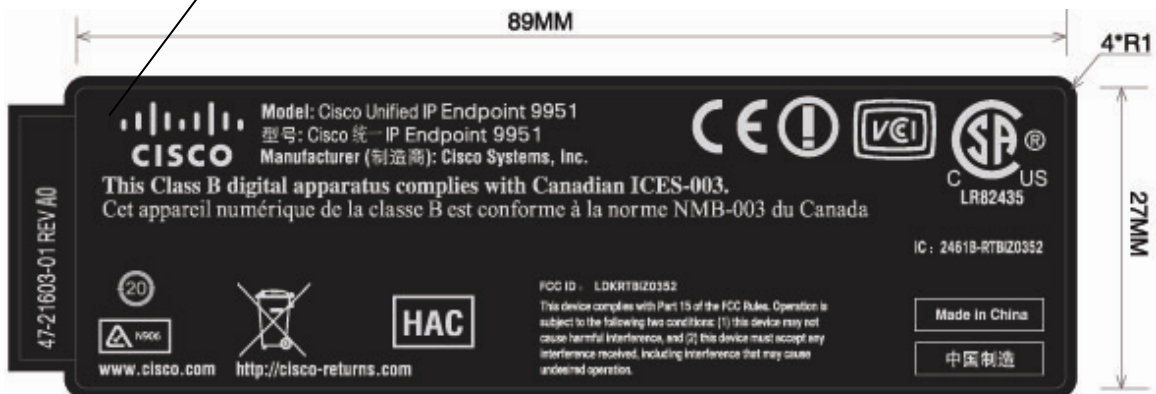 89MM
4*R1
CISCO
Model: Cisco Unified IP Endpoint 9951
型号: Cisco 统一 IP Endpoint 9951
Manufacturer (制造商): Cisco Systems, Inc.
CE
VCI
SA
®
C US
LR82435
This Class B digital apparatus complies with Canadian ICES-003.
Cet appareil numérique de la classe B est conforme à la norme NMB-003 du Canada
27MM
47-21603-01 REV A0
IC: 2461B-RTBIZ0352
20
N906
HAC
FCC ID: LDKRTBIZ0352
This device complies with Part 15 of the FCC Rules. Operation is
subject to the following two conditions: (1) this device may not
cause harmful interference, and (2) this device must accept any
interference received, including interference that may cause
undesired operation.
Made in China
中国制造
www.cisco.com
http://cisco-returns.com